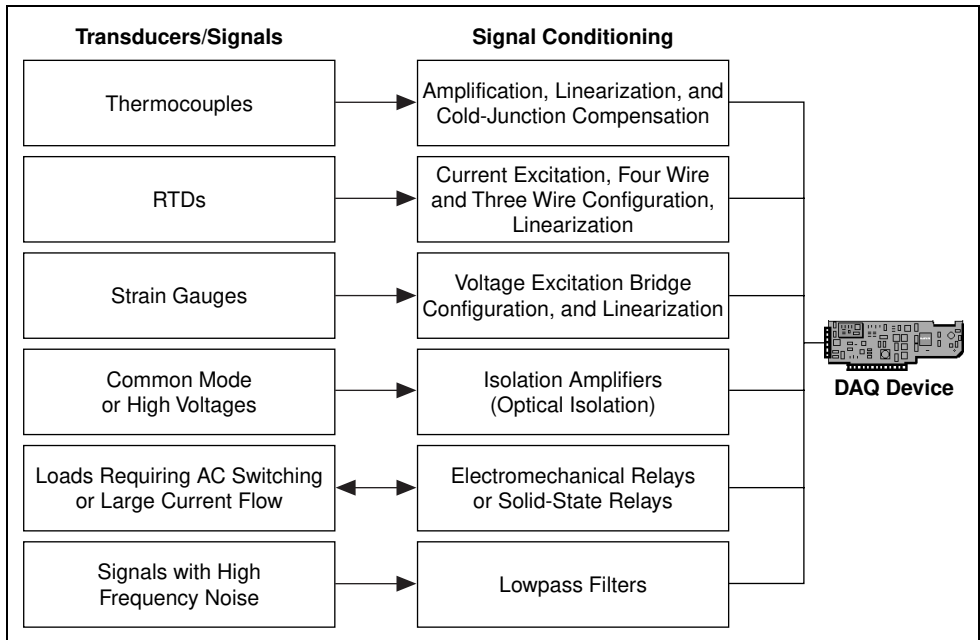 Transducers/Signals
Signal Conditioning
Thermocouples
Amplification, Linearization, and
Cold-Junction Compensation
RTDs
Current Excitation, Four Wire
and Three Wire Configuration,
Linearization
Strain Gauges
Voltage Excitation Bridge
Configuration, and Linearization
Common Mode
or High Voltages
Isolation Amplifiers
(Optical Isolation)
DAQ Device
Loads Requiring AC Switching
or Large Current Flow
Electromechanical Relays
or Solid-State Relays
Signals with High
Frequency Noise
Lowpass Filters